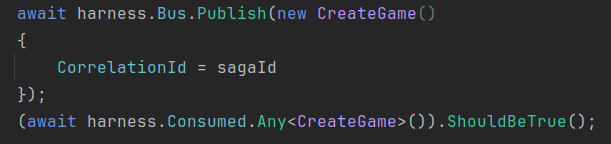 await harness.Bus.Publish(new CreateGame()
{
    CorrelationId = sagaId
});
(await harness.Consumed.Any<CreateGame>()).ShouldBeTrue();